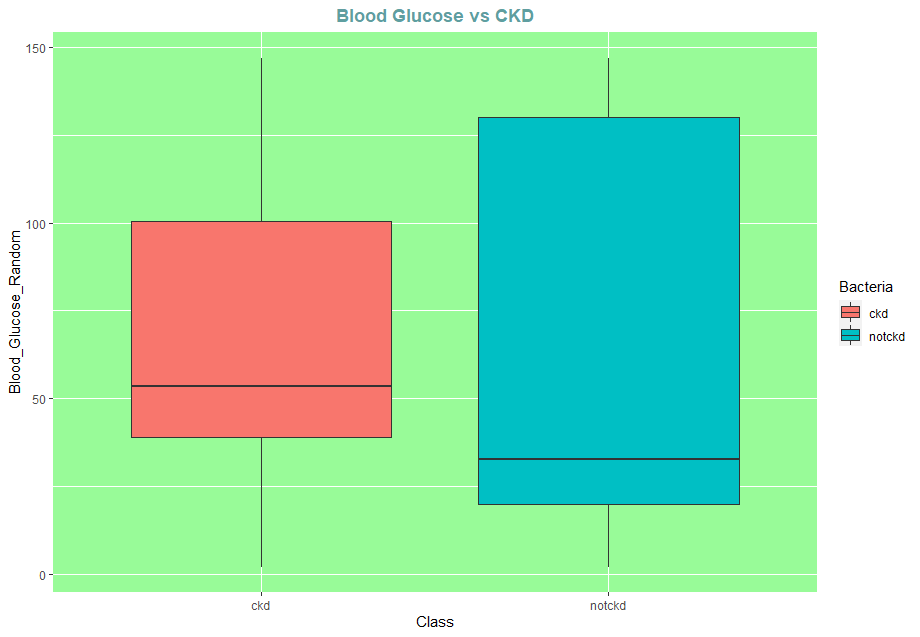 Blood Glucose vs CKD
Blood_Glucose_Random
150
100
50
0
ckd
notckd
Class
Bacteria
ckd
notckd